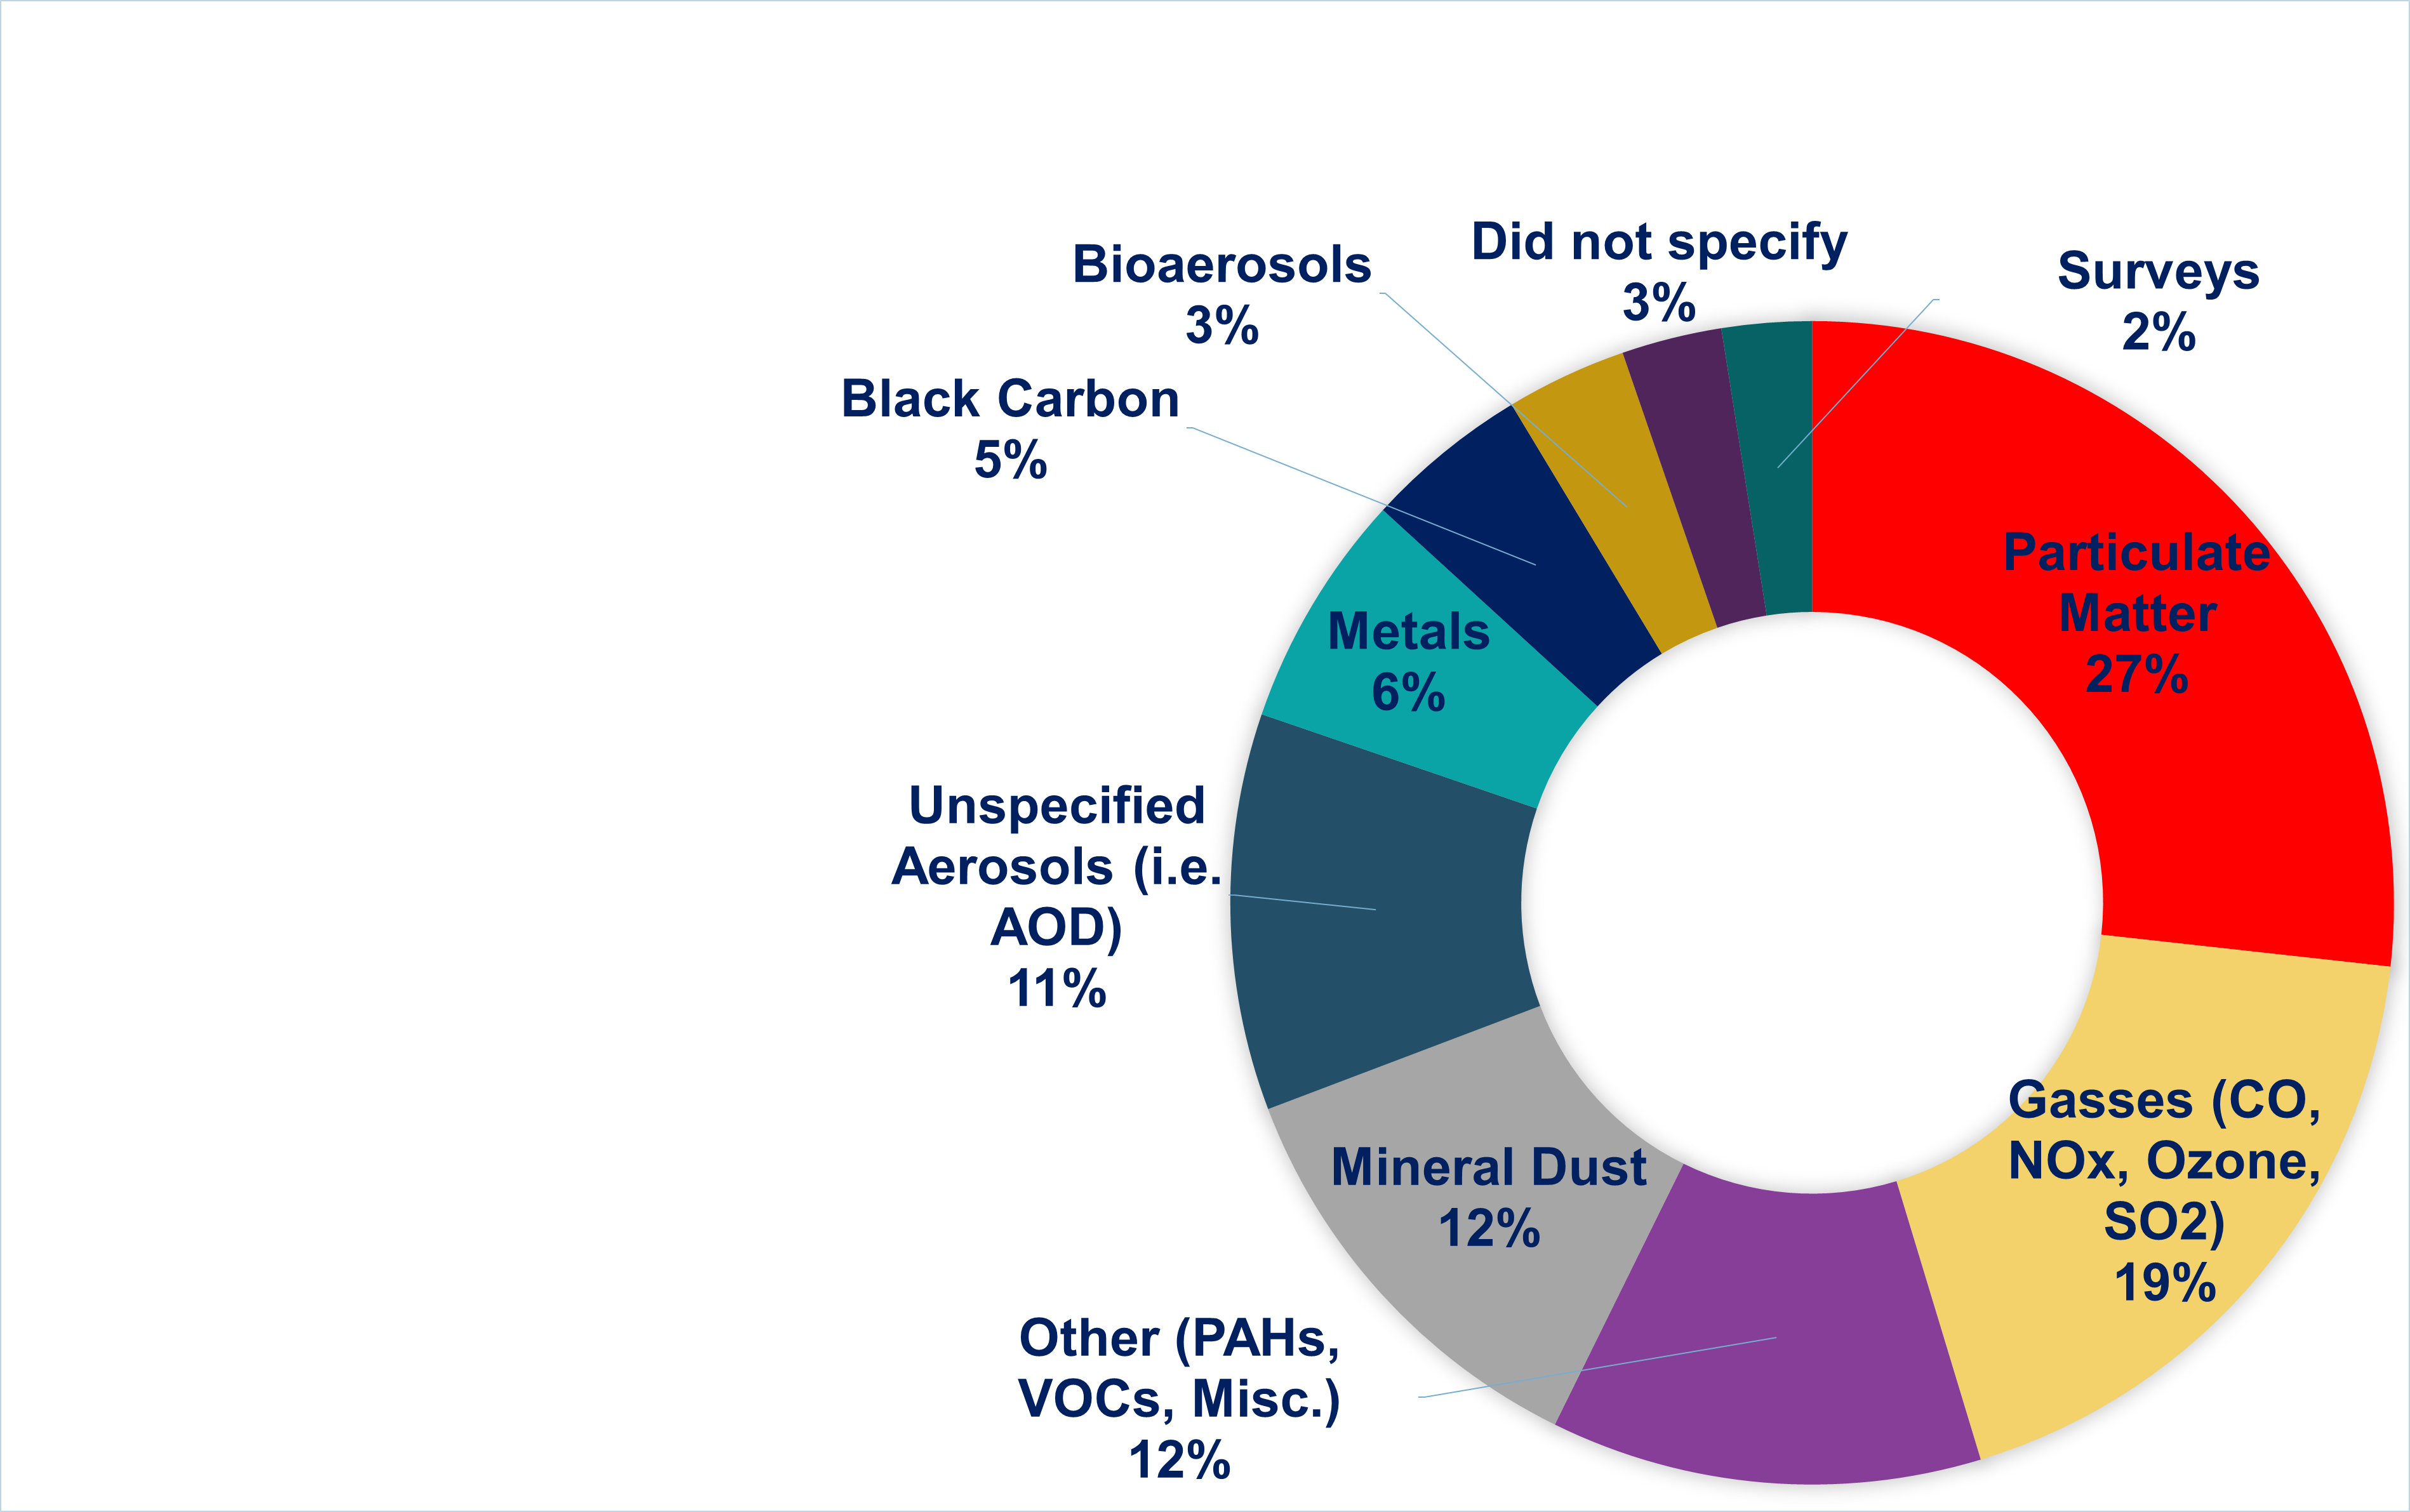 Did not specify
3%
Bioaerosols
3%
Surveys
2%
Black Carbon
5%
Particulate
Matter
27%
Metals
6%
Unspecified
Aerosols (i.e.
AOD)
11%
Gasses (CO,
NOx, Ozone,
SO2)
19%
Mineral Dust
12%
Other (PAHs,
VOCs, Misc.)
12%